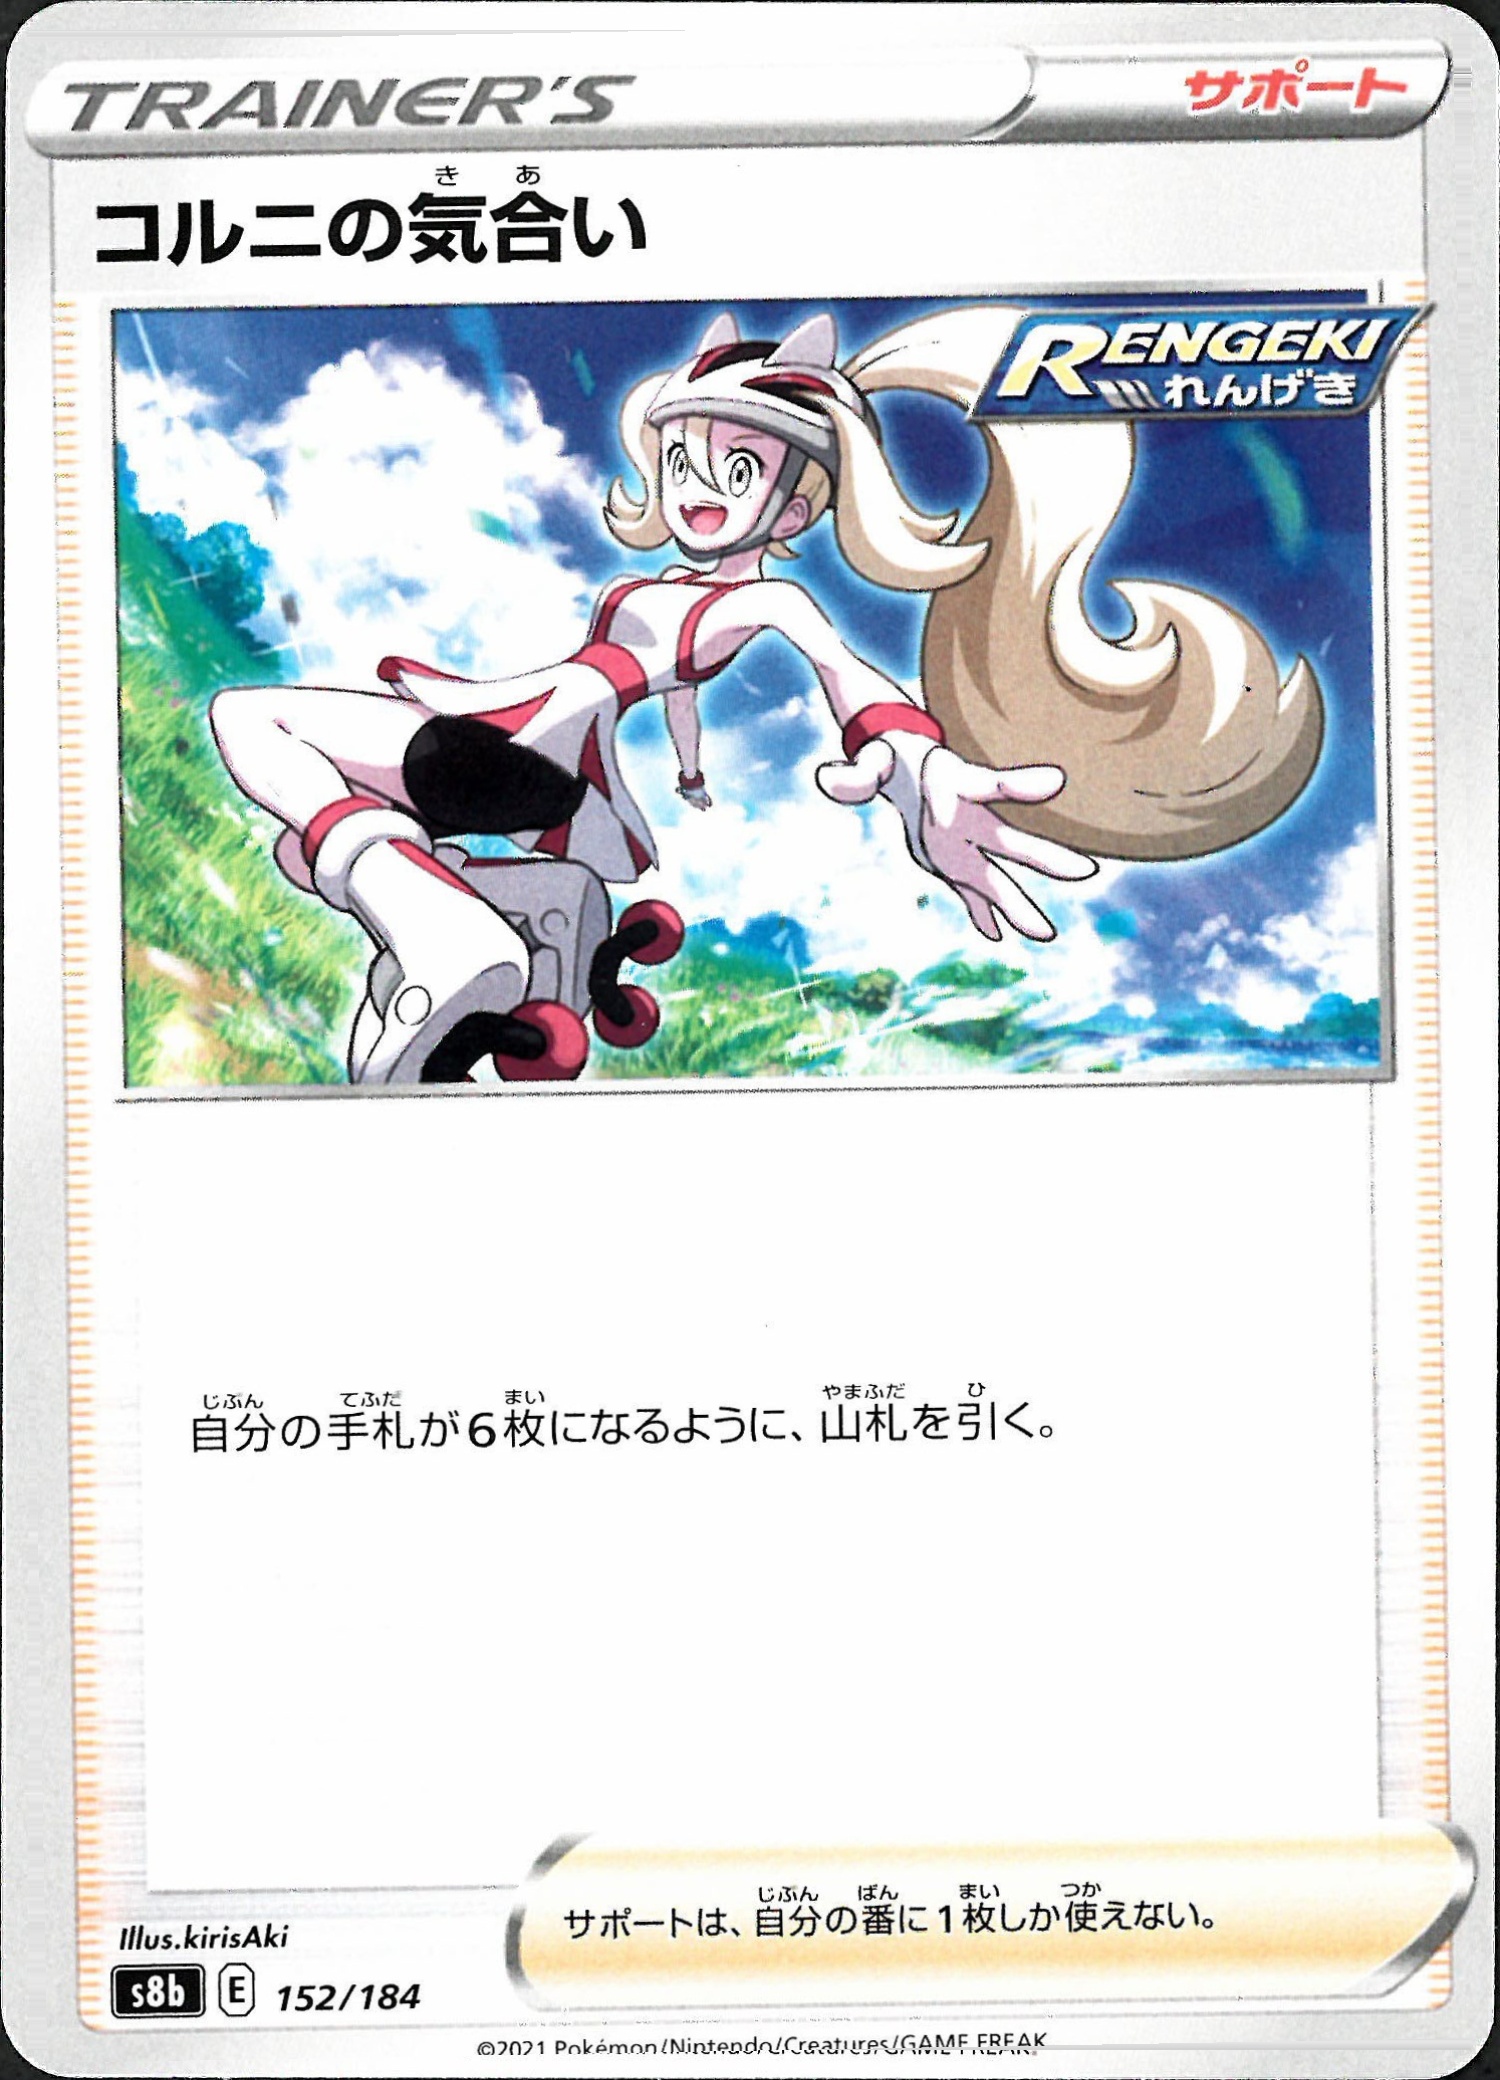 TRAINER'S
サポート
きあ
コルニの気合い
RENGEKI
れんげき
じぶん てふだ まい やまふだ ひ
自分の手札が6枚になるように、山札を引く。
じぶん ばん まい つか
サポートは、自分の番に1枚しか使えない。
Illus.kirisAki
s8b E 152/184
©2021 Pokémon/Nintendo/Creatures/GAME FREAK.